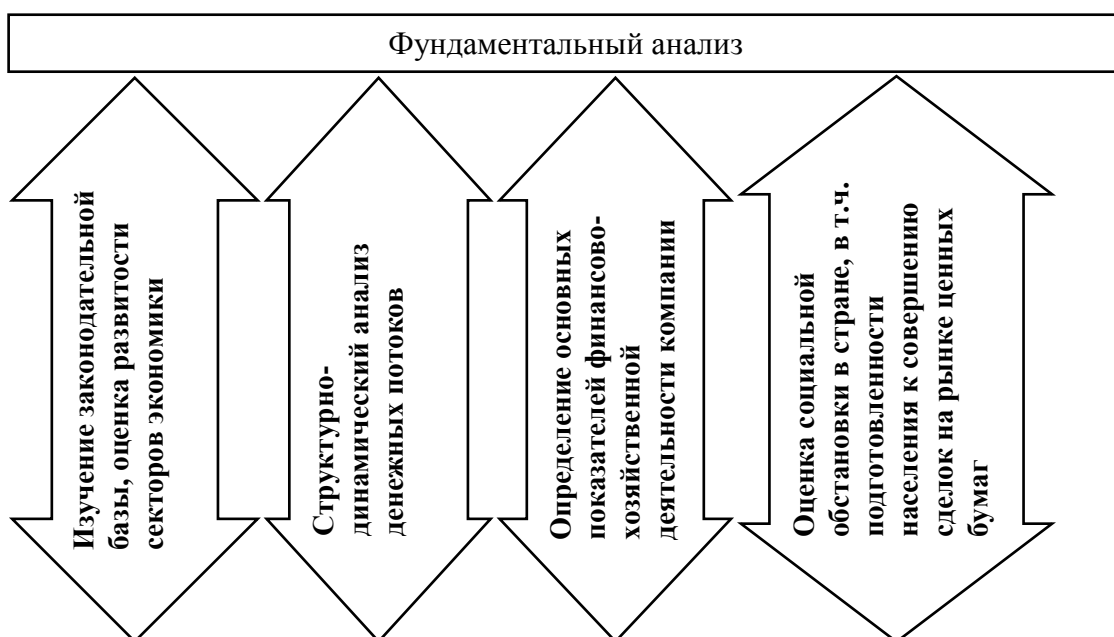 Фундаментальный анализ
Изучение законодательной
базы, оценка развитости
секторов экономики
Структурно-
динамический анализ
денежных потоков
Определение основных
показателей финансово-
хозяйственной
деятельности компании
Оценка социальной
обстановки в стране, в т.ч.
подготовленности
населения к совершению
сделок на рынке ценных
бумаг